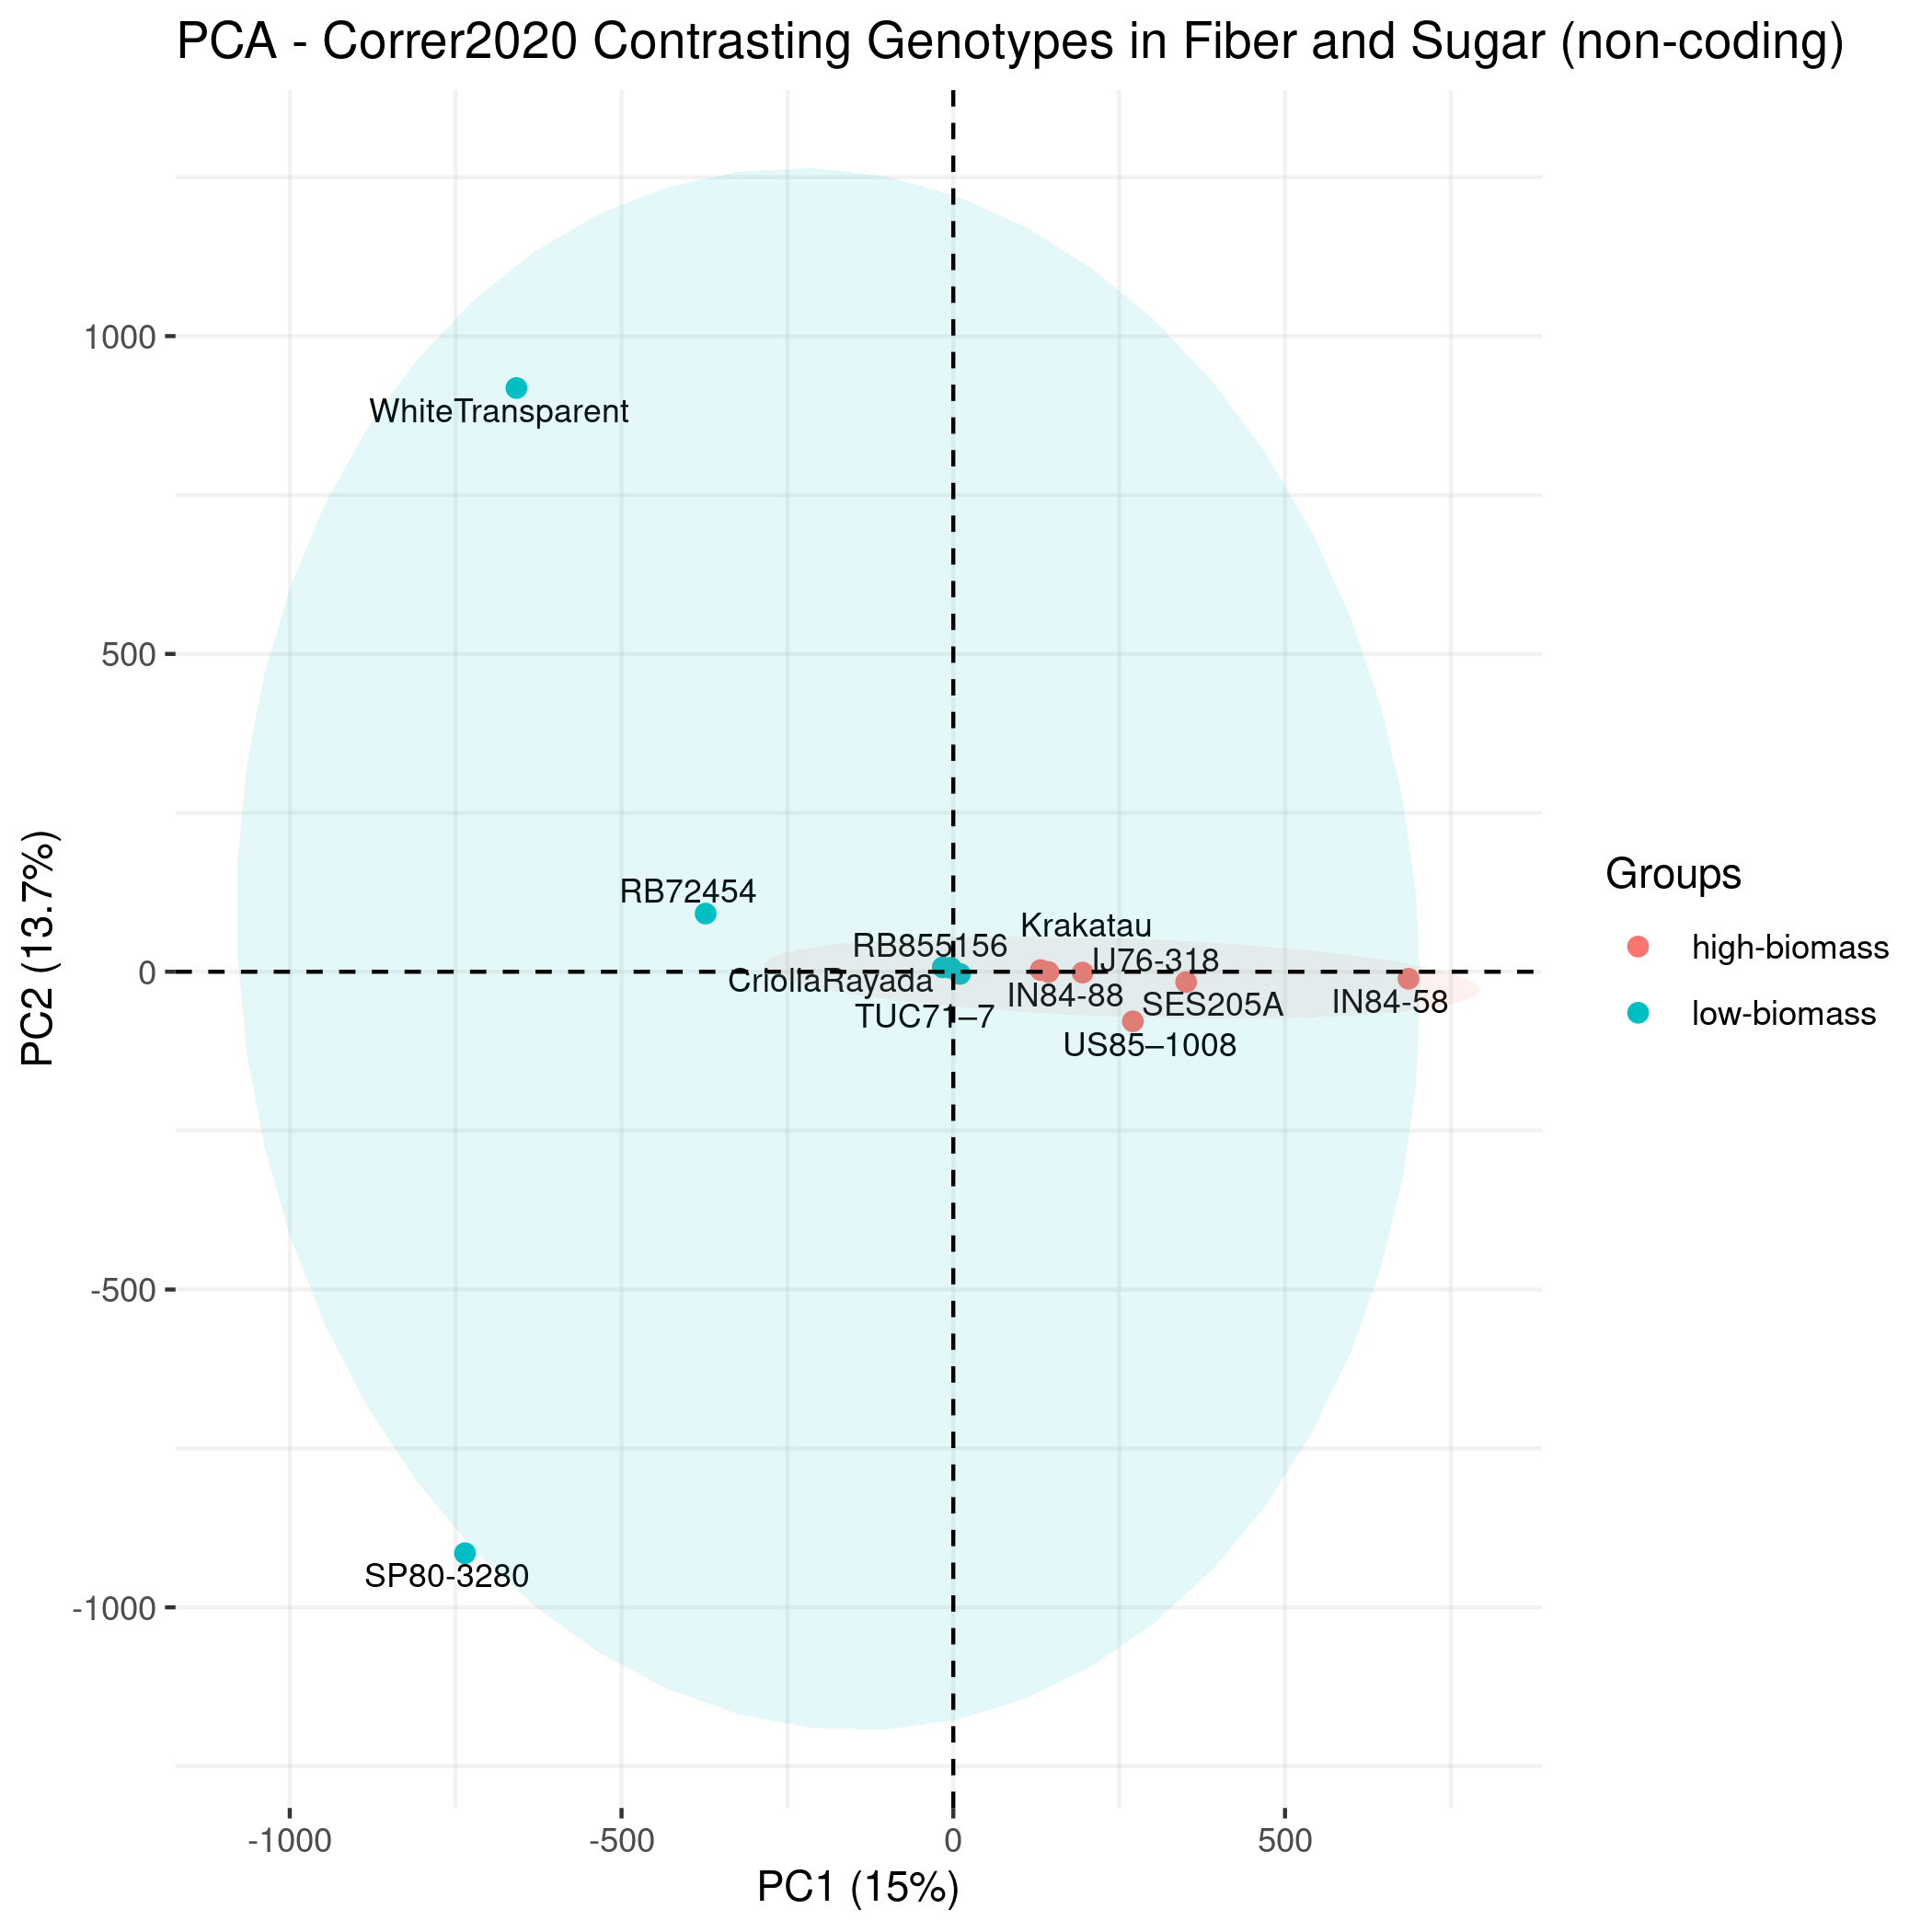 PCA - Correr2020 Contrasting Genotypes in Fiber and Sugar (non-coding)
PC2 (13.7%)
1000
500
0
-500
-1000
WhiteTransparent
RB72454
Krakatau
RB855156
IJ76-318
CriollaRayada
IN84-88
SES205A
IN84-58
TUC71–7
US85–1008
SP80-3280
-1000
-500
0
500
PC1 (15%)
Groups
high-biomass
low-biomass